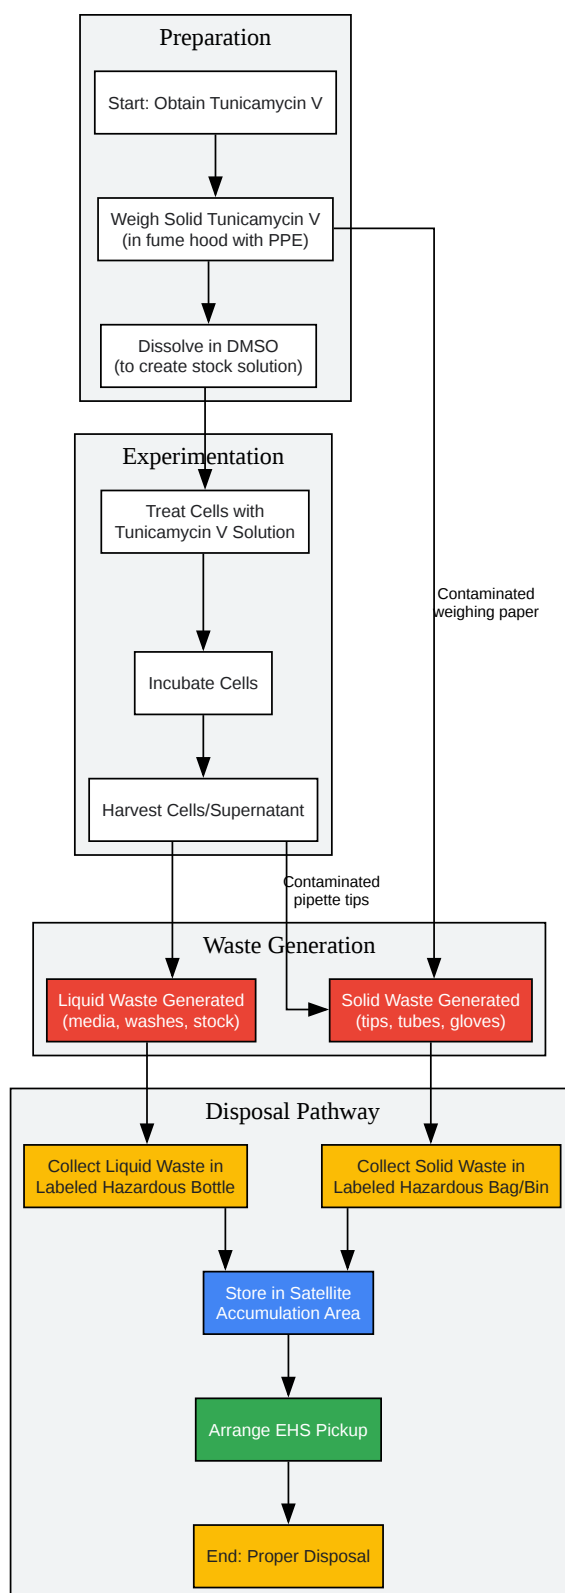 Preparation
Start: Obtain Tunicamycin V
Weigh Solid Tunicamycin V
(in fume hood with PPE)
Dissolve in DMSO
(to create stock solution)
Experimentation
Treat Cells with
Tunicamycin V Solution
Contaminated
weighing paper
Incubate Cells
Harvest Cells/Supernatant
Contaminated
pipette tips
Waste Generation
Liquid Waste Generated
(media, washes, stock)
Solid Waste Generated
(tips, tubes, gloves)
Disposal Pathway
Collect Liquid Waste in
Labeled Hazardous Bottle
Collect Solid Waste in
Labeled Hazardous Bag/Bin
Store in Satellite
Accumulation Area
Arrange EHS Pickup
End: Proper Disposal